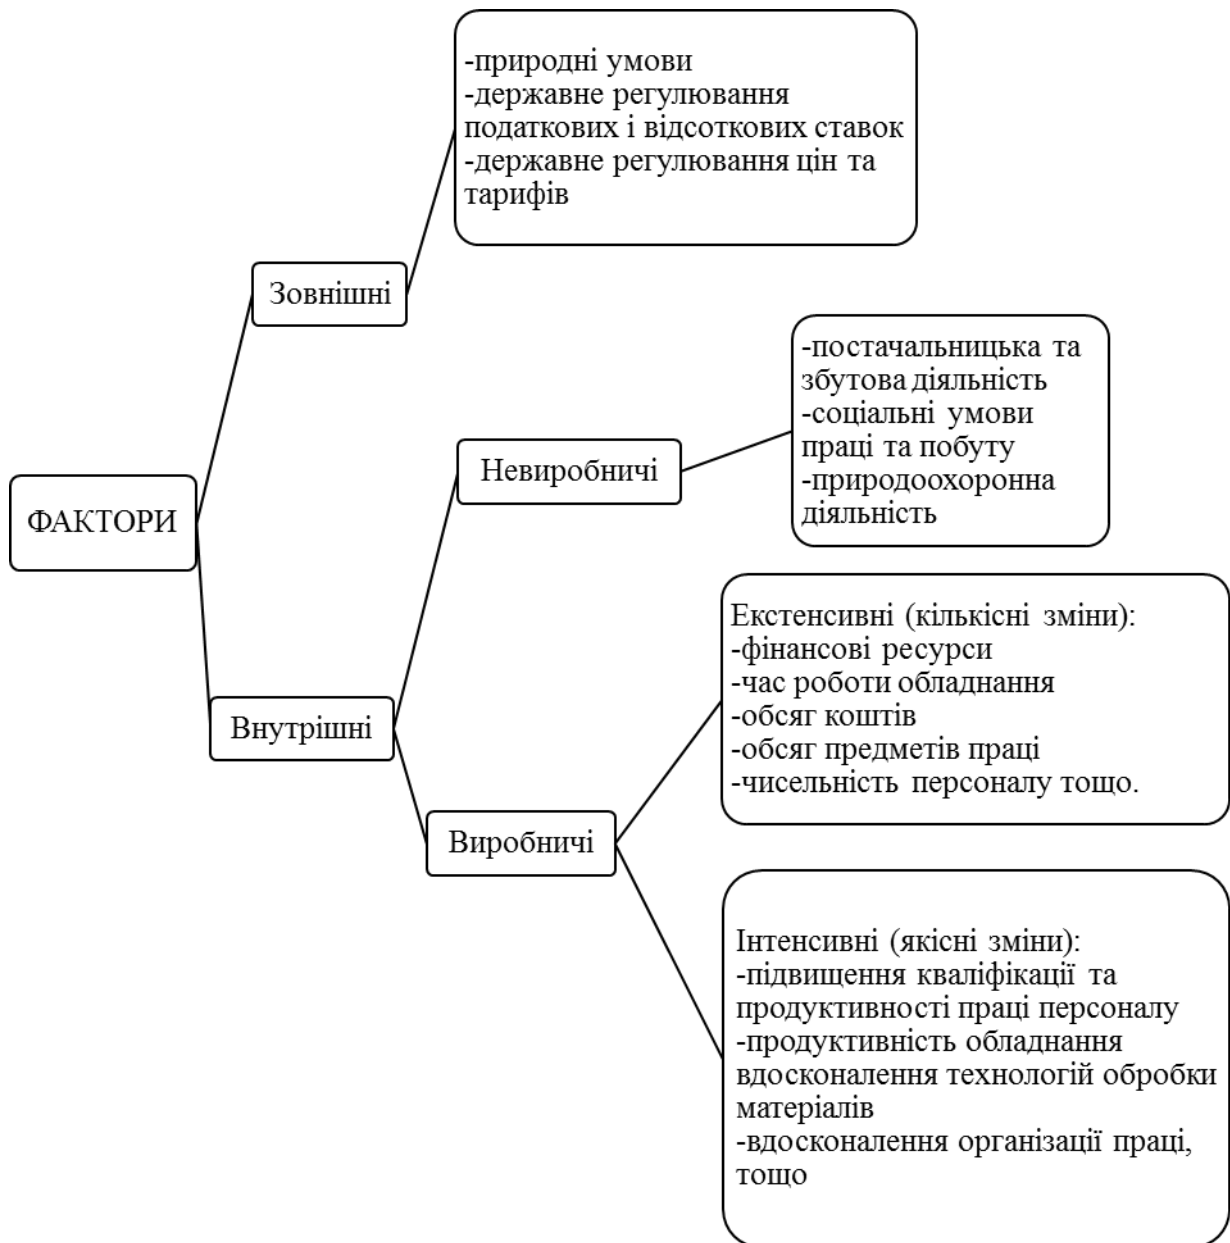 -природні умови
-державне регулювання
податкових і відсоткових ставок
-державне регулювання цін та
тарифів
Зовнішні
-постачальницька та
збутова діяльність
-соціальні умови
праці та побуту
-природоохоронна
діяльність
Невиробничі
ФАКТОРИ
Екстенсивні (кількісні зміни):
-фінансові ресурси
-час роботи обладнання
-обсяг коштів
-обсяг предметів праці
-чисельність персоналу тощо.
Внутрішні
Виробничі
Інтенсивні (якісні зміни):
-підвищення кваліфікації та
продуктивності праці персоналу
-продуктивність обладнання
вдосконалення технологій обробки
матеріалів
-вдосконалення організації праці,
тощо